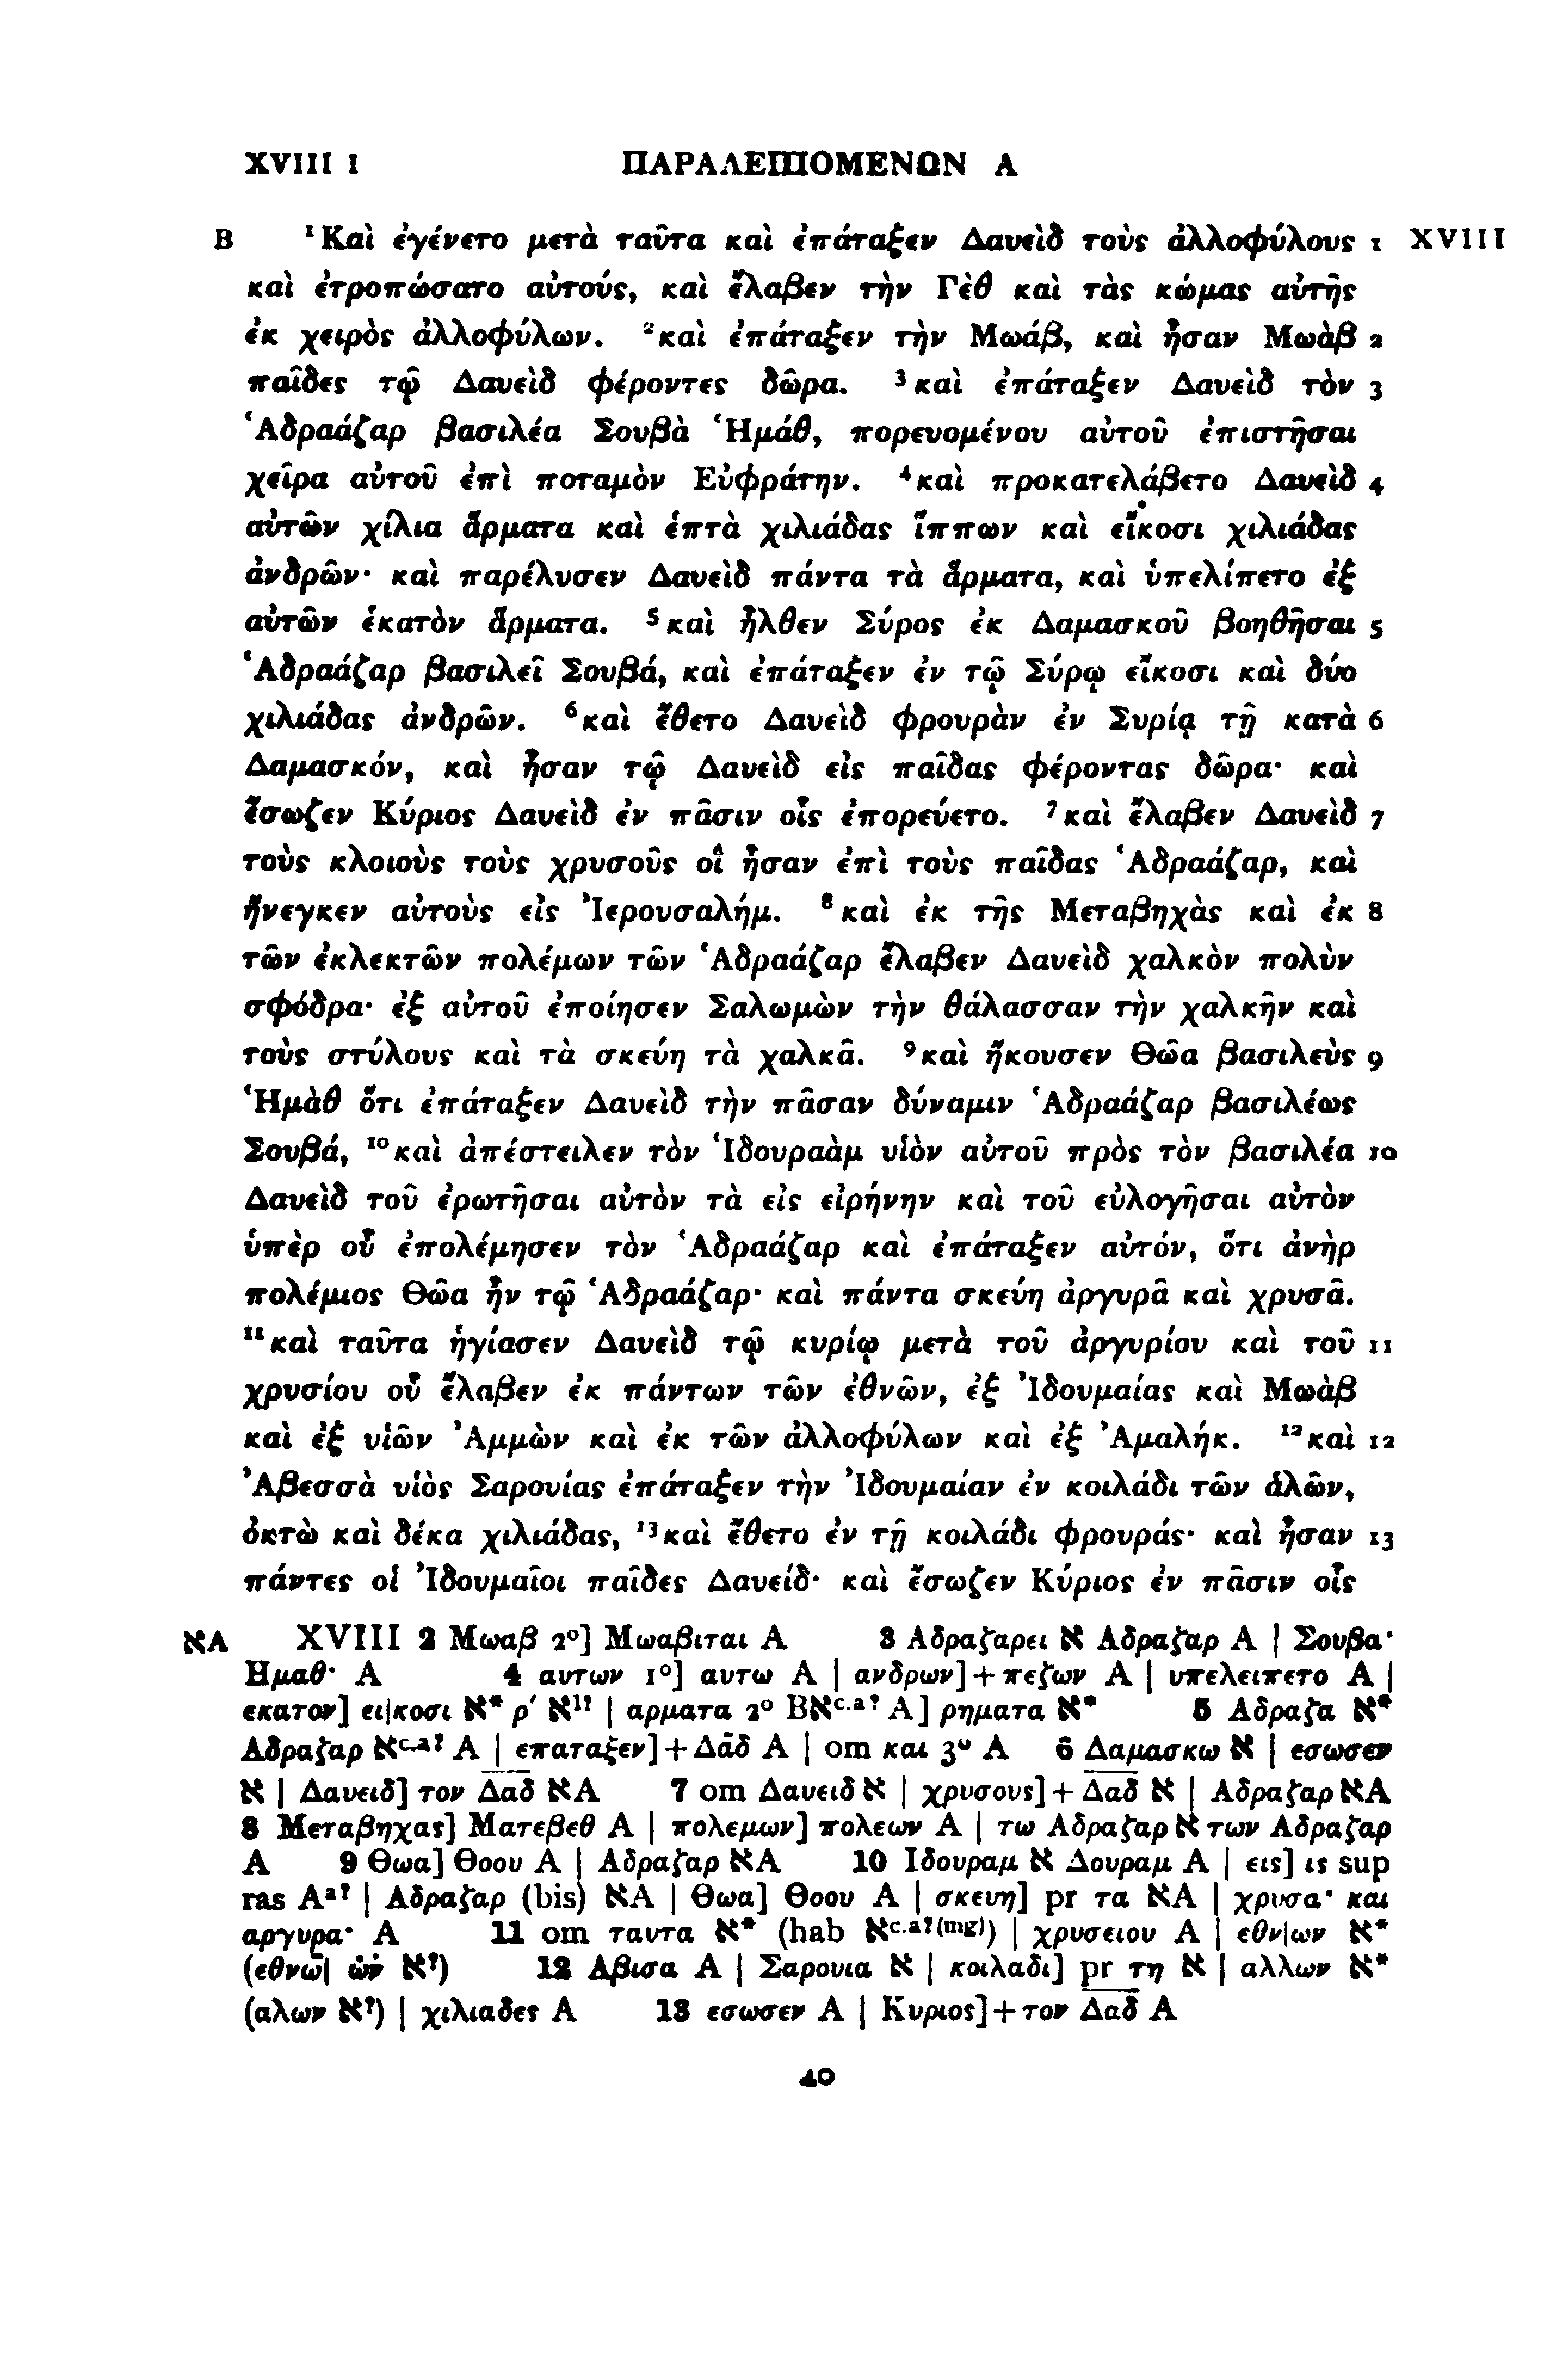 XVIII 1 ΠΑΡΑΛΕΙΠΟΜΕΝΩΝ Α
B ¹Καὶ ἐγένετο μετὰ ταῦτα καὶ ἐπάταξεν Δαυεὶδ τοὺς ἀλλοφύλους 1 XVIII
καὶ ἐτροπώσατο αὐτούς, καὶ ἔλαβεν τὴν Γὲθ καὶ τὰς κώμας αὐτῆς
ἐκ χειρὸς ἀλλοφύλων. ²καὶ ἐπάταξεν τὴν Μωάβ, καὶ ἦσαν Μωὰβ 2
παῖδες τῷ Δαυεὶδ φέροντες δῶρα. ³καὶ ἐπάταξεν Δαυεὶδ τὸν 3
Ἁδραάζαρ βασιλέα Σουβὰ Ἡμάθ, πορευομένου αὐτοῦ ἐπιστῆσαι
χεῖρα αὐτοῦ ἐπὶ ποταμὸν Εὐφράτην. ⁴καὶ προκατελάβετο Δαυεὶδ 4
αὐτῶν χίλια ἅρματα καὶ ἑπτὰ χιλιάδας ἵππων καὶ εἴκοσι χιλιάδας
ἀνδρῶν· καὶ παρέλυσεν Δαυεὶδ πάντα τὰ ἅρματα, καὶ ὑπελίπετο ἐξ
αὐτῶν ἑκατὸν ἅρματα. ⁵καὶ ἦλθεν Σύρος ἐκ Δαμασκοῦ βοηθῆσαι 5
Ἁδραάζαρ βασιλεῖ Σουβά, καὶ ἐπάταξεν ἐν τῷ Σύρῳ εἴκοσι καὶ δύο
χιλιάδας ἀνδρῶν. ⁶καὶ ἔθετο Δαυεὶδ φρουρὰν ἐν Συρίᾳ τῇ κατὰ 6
Δαμασκόν, καὶ ἦσαν τῷ Δαυεὶδ εἰς παῖδας φέροντας δῶρα· καὶ
ἔσωζεν Κύριος Δαυεὶδ ἐν πᾶσιν οἷς ἐπορεύετο. ⁷καὶ ἔλαβεν Δαυεὶδ 7
τοὺς κλοιοὺς τοὺς χρυσοῦς οἳ ἦσαν ἐπὶ τοὺς παῖδας Ἁδραάζαρ, καὶ
ἤνεγκεν αὐτοὺς εἰς Ἰερουσαλήμ. ⁸καὶ ἐκ τῆς Μεταβηχὰς καὶ ἐκ 8
τῶν ἐκλεκτῶν πολέμων τῶν Ἁδραάζαρ ἔλαβεν Δαυεὶδ χαλκὸν πολὺν
σφόδρα· ἐξ αὐτοῦ ἐποίησεν Σαλωμὼν τὴν θάλασσαν τὴν χαλκῆν καὶ
τοὺς στύλους καὶ τὰ σκεύη τὰ χαλκᾶ. ⁹καὶ ἤκουσεν Θῶα βασιλεὺς 9
Ἡμὰθ ὅτι ἐπάταξεν Δαυεὶδ τὴν πᾶσαν δύναμιν Ἁδραάζαρ βασιλέως
Σουβά, ¹⁰καὶ ἀπέστειλεν τὸν Ἱδουραὰμ υἱὸν αὐτοῦ πρὸς τὸν βασιλέα 10
Δαυεὶδ τοῦ ἐρωτῆσαι αὐτὸν τὰ εἰς εἰρήνην καὶ τοῦ εὐλογῆσαι αὐτὸν
ὑπὲρ οὗ ἐπολέμησεν τὸν Ἁδραάζαρ καὶ ἐπάταξεν αὐτόν, ὅτι ἀνὴρ
πολέμιος Θῶα ἦν τῷ Ἁδραάζαρ· καὶ πάντα σκεύη ἀργυρᾶ καὶ χρυσᾶ.
¹¹καὶ ταῦτα ἡγίασεν Δαυεὶδ τῷ κυρίῳ μετὰ τοῦ ἀργυρίου καὶ τοῦ 11
χρυσίου οὗ ἔλαβεν ἐκ πάντων τῶν ἐθνῶν, ἐξ Ἰδουμαίας καὶ Μωὰβ
καὶ ἐξ υἱῶν Ἀμμὼν καὶ ἐκ τῶν ἀλλοφύλων καὶ ἐξ Ἀμαλήκ. ¹²καὶ 12
Ἀβεσσὰ υἱὸς Σαρουίας ἐπάταξεν τὴν Ἰδουμαίαν ἐν κοιλάδι τῶν ἁλῶν,
ὀκτὼ καὶ δέκα χιλιάδας, ¹³καὶ ἔθετο ἐν τῇ κοιλάδι φρουράς· καὶ ἦσαν 13
πάντες οἱ Ἰδουμαῖοι παῖδες Δαυείδ· καὶ ἔσωζεν Κύριος ἐν πᾶσιν οἷς
אA XVIII 2 Μωαβ 2º] Μωαβιται A 3 Αδραζαρει א Αδραζαρ A | Σουβα·
Ημαθ· A 4 αυτων 1º] αυτω A | ανδρων]+πεζων A | υπελειπετο A |
εκατον] ει|κοσι א* ρ′ א¹? | αρματα 2º Bאc.a? A] ρηματα א* 5 Αδραζα א*
Αδραζαρ אc.a? A | επαταξεν]+Δᾱδ A | om και 3º A 6 Δαμασκω א | εσωσεν
א | Δαυειδ] τον Δαδ אA 7 om Δαυειδ א | χρυσους]+Δαδ א | Αδραζαρ אA
8 Μεταβηχας] Ματεβεθ A | πολεμων] πολεων A | τω Αδραζαρ א των Αδραζαρ
A 9 Θωα] Θοου A | Αδραζαρ אA 10 Ιδουραμ א Δουραμ A | εις] ις sup
ras Aa? | Αδραζαρ (bis) אA | Θωα] Θοου A | σκευη] pr τα אA | χρυσα· και
αργυρα· A 11 om ταυτα א* (hab אc.a?(mg)) | χρυσειου A | εθν|ων א*
(εθνω̄| ὡν א?) 12 Αβισα A | Σαρουια א | κοιλαδι] pr τη א | αλλων א*
(αλων א?) | χιλιαδες A 13 εσωσεν A | Κυριος]+τον Δαδ A
40